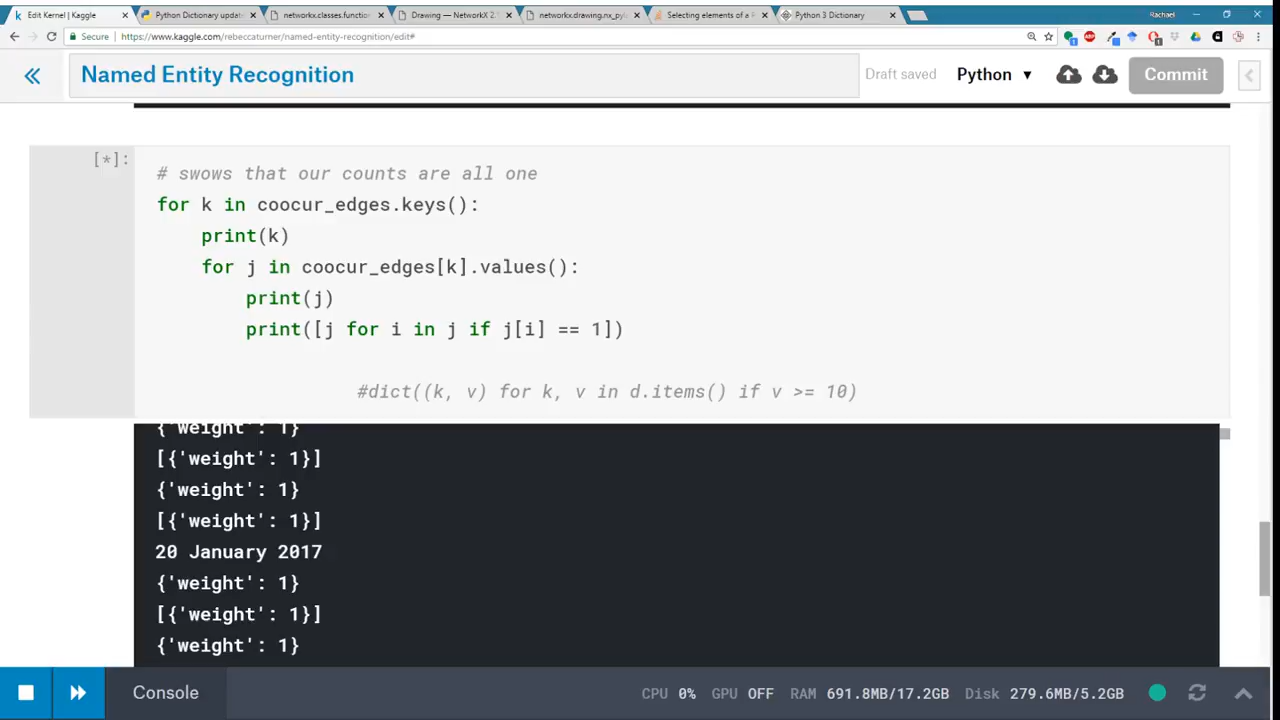 Edit Kernel | Kaggle
Python Dictionary updat
networkx.classes.function
Drawing — NetworkX 2.
networkx.drawing.nx_pyl
Selecting elements of a
Python 3 Dictionary
Rachael
Secure
https://www.kaggle.com/rebeccaturner/named-entity-recognition/edit#
Named Entity Recognition
Draft saved
Python
Commit
[*]:
# swows that our counts are all one
for k in coocur_edges.keys():
print(k)
for j in coocur_edges[k].values():
print(j)
print([j for i in j if j[i] == 1])
#dict((k, v) for k, v in d.items() if v >= 10)
{'weight': 1}
[{'weight': 1}]
{'weight': 1}
[{'weight': 1}]
20 January 2017
{'weight': 1}
[{'weight': 1}]
{'weight': 1}
Console
CPU 0% GPU OFF RAM 691.8MB/17.2GB Disk 279.6MB/5.2GB